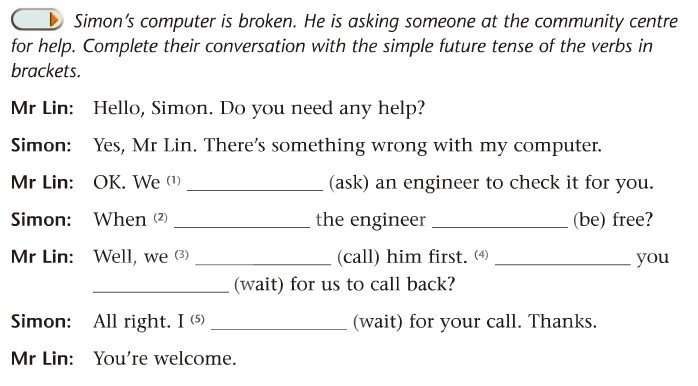 Simon's computer is broken. He is asking someone at the community centre
for help. Complete their conversation with the simple future tense of the verbs in
brackets.
Mr Lin: Hello, Simon. Do you need any help?
Simon: Yes, Mr Lin. There's something wrong with my computer.
Mr Lin: OK. We (1) ______________ (ask) an engineer to check it for you.
Simon: When (2) ______________ the engineer ______________ (be) free?
Mr Lin: Well, we (3) ______________ (call) him first. (4) ______________ you
______________ (wait) for us to call back?
Simon: All right. I (5) ______________ (wait) for your call. Thanks.
Mr Lin: You're welcome.